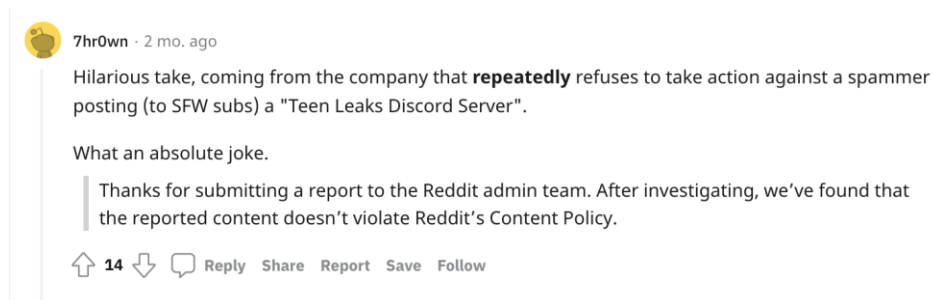 7hr0wn · 2 mo. ago
Hilarious take, coming from the company that repeatedly refuses to take action against a spammer
posting (to SFW subs) a "Teen Leaks Discord Server".
What an absolute joke.
Thanks for submitting a report to the Reddit admin team. After investigating, we’ve found that
the reported content doesn’t violate Reddit’s Content Policy.
14 Reply Share Report Save Follow